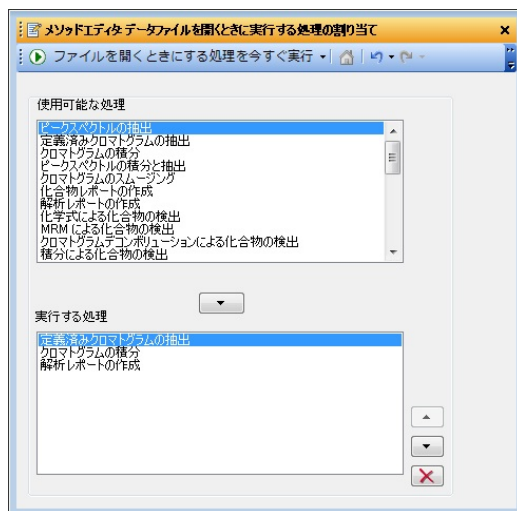 メソッドエディタ データファイルを開くときに実行する処理の割り当て
ファイルを開くときにする処理を今すぐ実行
使用可能な処理
ピークスペクトルの抽出
定義済みクロマトグラムの抽出
クロマトグラムの積分
ピークスペクトルの積分と抽出
クロマトグラムのスムージング
化合物レポートの作成
解析レポートの作成
化学式による化合物の検出
MRM による化合物の検出
クロマトグラムデコンボリューションによる化合物の検出
積分による化合物の検出
実行する処理
定義済みクロマトグラムの抽出
クロマトグラムの積分
解析レポートの作成